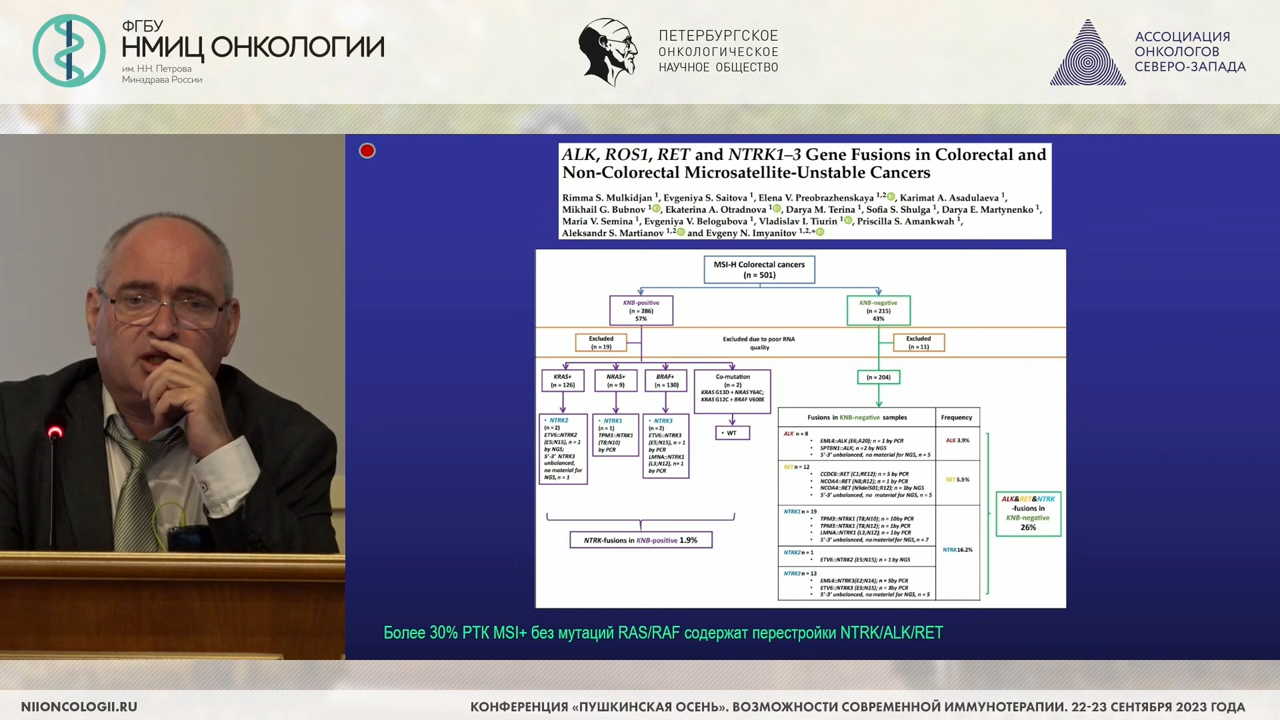 ФГБУ
НМИЦ ОНКОЛОГИИ
им. Н.Н. Петрова
Минздрава России
ПЕТЕРБУРГСКОЕ
ОНКОЛОГИЧЕСКОЕ
НАУЧНОЕ ОБЩЕСТВО
АССОЦИАЦИЯ
ОНКОЛОГОВ
СЕВЕРО-ЗАПАДА
ALK, ROS1, RET and NTRK1–3 Gene Fusions in Colorectal and
Non-Colorectal Microsatellite-Unstable Cancers
Rimma S. Mulkidjan 1, Evgeniya S. Saitova 1, Elena V. Preobrazhenskaya 1,2, Karimat A. Asadulaeva 1,
Mikhail G. Bubnov 1, Ekaterina A. Otradnova 1, Darya M. Terina 1, Sofia S. Shulga 1, Darya E. Martynenko 1,
Maria V. Semina 1, Evgeniya V. Belogubova 1, Vladislav I. Tiurin 1, Priscilla S. Amankwah 1,
Aleksandr S. Martianov 1,2 and Evgeny N. Imyanitov 1,2,*
MSI-H Colorectal cancers
(n = 501)
KNB-positive
(n = 286)
57%
KNB-negative
(n = 215)
43%
Excluded
(n = 19)
Excluded due to poor RNA
quality
Excluded
(n = 11)
KRAS+
(n = 126)
NRAS+
(n = 9)
BRAF+
(n = 130)
Co-mutation
(n = 2)
KRAS G13D + NRAS Y64C;
KRAS G12C + BRAF V600E
(n = 204)
• NTRK2
(n = 2)
ETV6::NTRK2
(E5;N15), n = 1
by NGS;
5'-3' NTRK3
unbalanced,
no material for
NGS, n = 1
• NTRK1
(n = 1)
TPM3::NTRK1
(T8;N10)
by PCR
• NTRK3
(n = 2)
ETV6::NTRK3
(E5;N15), n = 1
by PCR
LMNA::NTRK1
(L3;N12), n= 1
by PCR
• WT
NTRK-fusions in KNB-positive 1.9%
Fusions in KNB-negative samples
Frequency
ALK n = 8
• EML4::ALK (E6;A20); n = 1 by PCR
• SPTBN1::ALK; n = 2 by NGS
• 5'-3' unbalanced, no material for NGS, n = 5
ALK 3.9%
RET n = 12
• CCDC6::RET (C1;RE12); n = 5 by PCR
• NCOA4::RET (N8;R12); n = 1 by PCR
• NCOA4::RET (N9del501;R12); n = 1by NGS
• 5'-3' unbalanced, no material for NGS, n = 5
RET 5.9%
NTRK1 n = 19
• TPM3::NTRK1 (T8;N10); n = 10by PCR
• TPM3::NTRK1 (T8;N12); n = 1by PCR
• LMNA::NTRK1 (L3;N12); n = 1 by PCR
• 5'-3' unbalanced, no material for NGS, n = 7
NTRK2 n = 1
• ETV6::NTRK2 (E5;N15); n = 1 by NGS
NTRK3 n = 13
• EML4::NTRK3(E2;N14); n = 5by PCR
• ETV6::NTRK3 (E5;N15); n = 3by PCR
• 5'-3' unbalanced, no material for NGS, n = 5
NTRK 16.2%
ALK&RET&NTRK
-fusions in
KNB-negative
26%
Более 30% РТК MSI+ без мутаций RAS/RAF содержат перестройки NTRK/ALK/RET
NIIONCOLOGII.RU
КОНФЕРЕНЦИЯ «ПУШКИНСКАЯ ОСЕНЬ». ВОЗМОЖНОСТИ СОВРЕМЕННОЙ ИММУНОТЕРАПИИ. 22-23 СЕНТЯБРЯ 2023 ГОДА